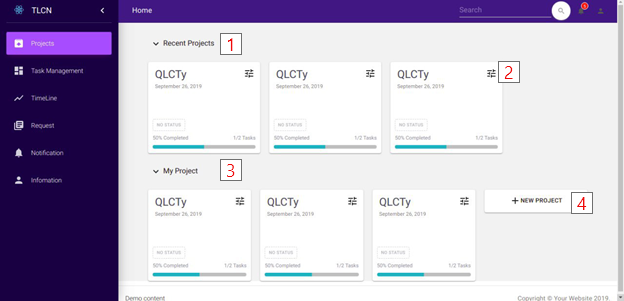 TLCN
Home
Search
1
Projects
Task Management
TimeLine
Request
Notification
Infomation
Recent Projects 1
QLCTy
September 26, 2019
NO STATUS
50% Completed 1/2 Tasks
QLCTy
September 26, 2019
NO STATUS
50% Completed 1/2 Tasks
QLCTy
September 26, 2019
NO STATUS
50% Completed 1/2 Tasks
2
My Project 3
QLCTy
September 26, 2019
NO STATUS
50% Completed 1/2 Tasks
QLCTy
September 26, 2019
NO STATUS
50% Completed 1/2 Tasks
QLCTy
September 26, 2019
NO STATUS
50% Completed 1/2 Tasks
+ NEW PROJECT 4
Demo content
Copyright © Your Website 2019.